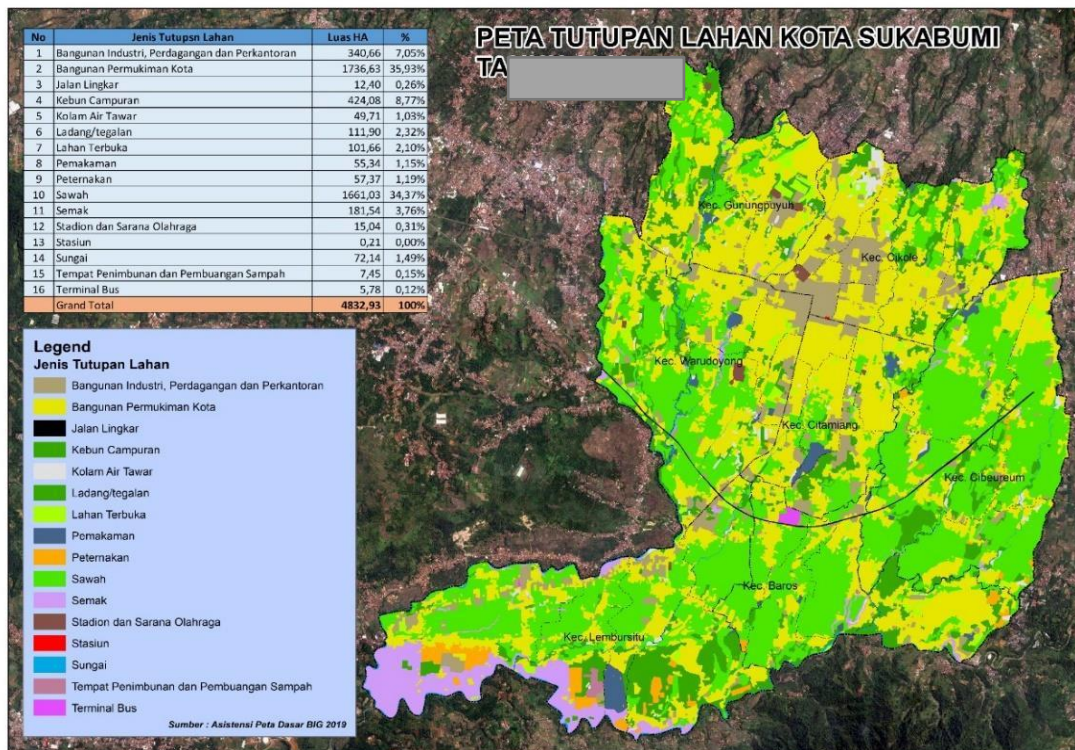 PETA TUTUPAN LAHAN KOTA SUKABUMI
TA
No Jenis Tutupsn Lahan Luas HA %
1 Bangunan Industri, Perdagangan dan Perkantoran 340,66 7,05%
2 Bangunan Permukiman Kota 1736,63 35,93%
3 Jalan Lingkar 12,40 0,26%
4 Kebun Campuran 424,08 8,77%
5 Kolam Air Tawar 49,71 1,03%
6 Ladang/tegalan 111,90 2,32%
7 Lahan Terbuka 101,66 2,10%
8 Pemakaman 55,34 1,15%
9 Peternakan 57,37 1,19%
10 Sawah 1661,03 34,37%
11 Semak 181,54 3,76%
12 Stadion dan Sarana Olahraga 15,04 0,31%
13 Stasiun 0,21 0,00%
14 Sungai 72,14 1,49%
15 Tempat Penimbunan dan Pembuangan Sampah 7,45 0,15%
16 Terminal Bus 5,78 0,12%
Grand Total 4832,93 100%
Legend
Jenis Tutupan Lahan
Bangunan Industri, Perdagangan dan Perkantoran
Bangunan Permukiman Kota
Jalan Lingkar
Kebun Campuran
Kolam Air Tawar
Ladang/tegalan
Lahan Terbuka
Pemakaman
Peternakan
Sawah
Semak
Stadion dan Sarana Olahraga
Stasiun
Sungai
Tempat Penimbunan dan Pembuangan Sampah
Terminal Bus
Sumber : Asistensi Peta Dasar BIG 2019
Kec. Gunungpuyuh
Kec. Cikole
Kec. Warudoyong
Kec. Citamiang
Kec. Cibeureum
Kec. Baros
Kec. Lembursitu